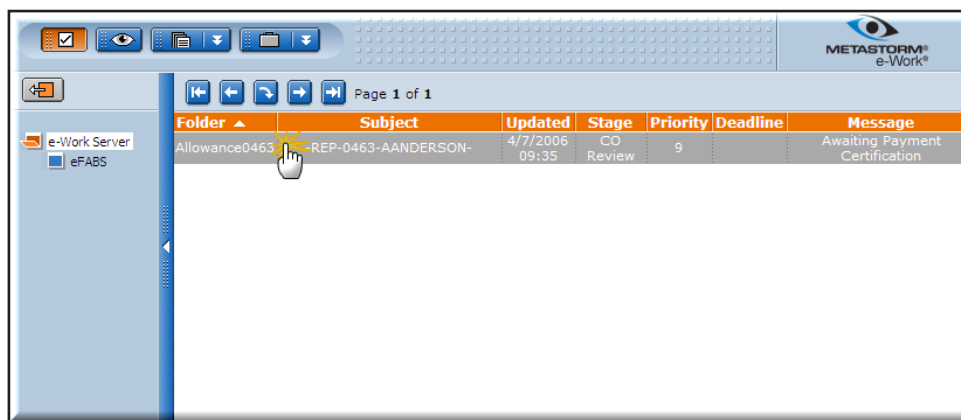 METASTORM®
e-Work®
Page 1 of 1
Folder Subject Updated Stage Priority Deadline Message
e-Work Server
eFABS
Allowance0463 -REP-0463-AANDERSON- 4/7/2006 09:35 CO Review 9 Awaiting Payment Certification